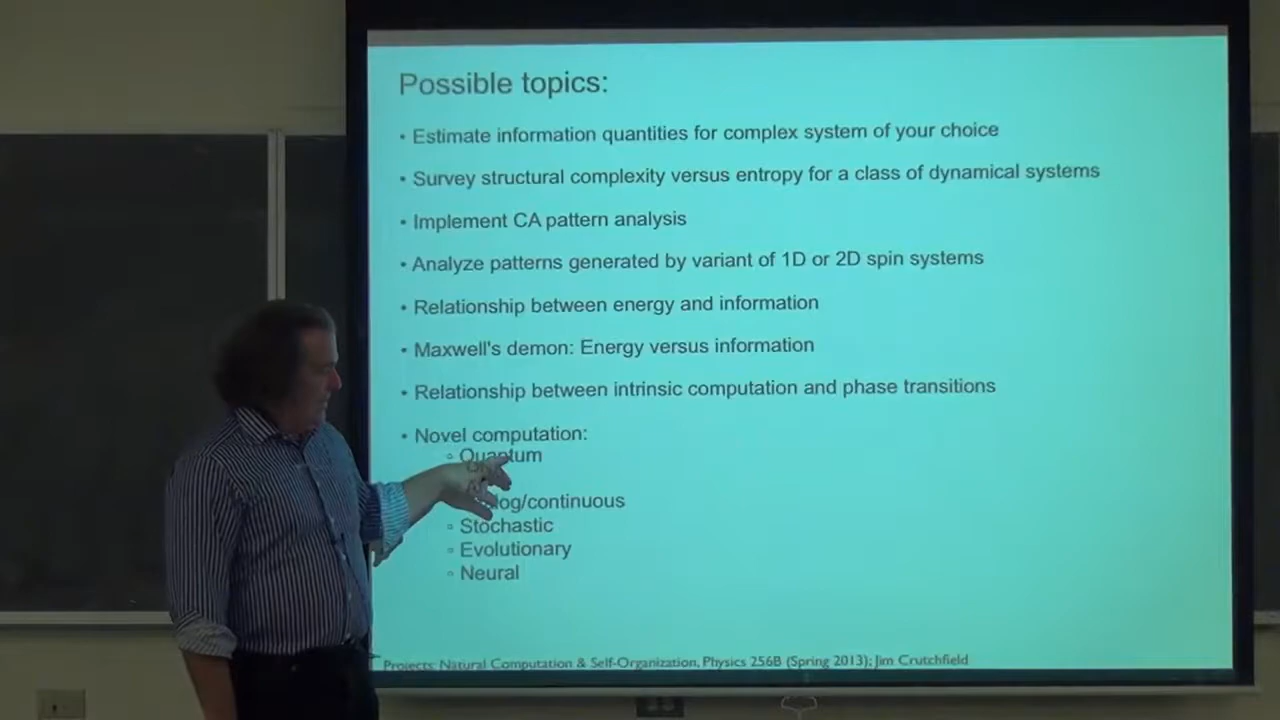 Possible topics:
• Estimate information quantities for complex system of your choice
• Survey structural complexity versus entropy for a class of dynamical systems
• Implement CA pattern analysis
• Analyze patterns generated by variant of 1D or 2D spin systems
• Relationship between energy and information
• Maxwell's demon: Energy versus information
• Relationship between intrinsic computation and phase transitions
• Novel computation:
◦ Quantum
log/continuous
◦ Stochastic
◦ Evolutionary
◦ Neural
Projects: Natural Computation & Self-Organization, Physics 256B (Spring 2013); Jim Crutchfield